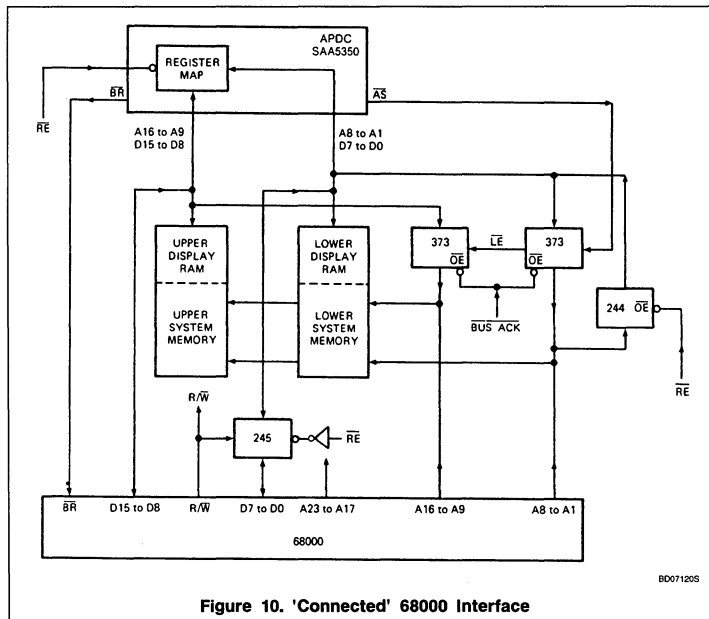 APDC
SAA5350
REGISTER
MAP
RE
BR
AS
A16 to A9
D15 to D8
A8 to A1
D7 to D0
UPPER
DISPLAY
RAM
UPPER
SYSTEM
MEMORY
LOWER
DISPLAY
RAM
LOWER
SYSTEM
MEMORY
373
OE
LE
373
OE
BUS ACK
244 OE
RE
R/W̅
245
RE
BR
D15 to D8
R/W̅
D7 to D0
A23 to A17
A16 to A9
A8 to A1
68000
BD07120S
Figure 10. 'Connected' 68000 Interface